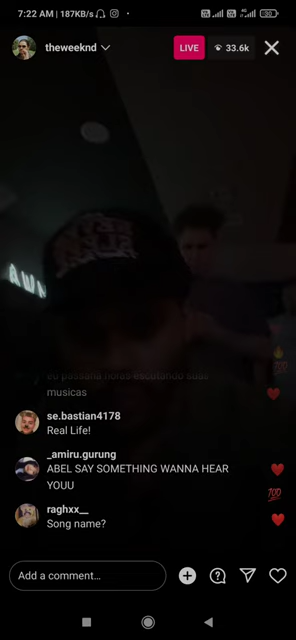 7:22 AM | 187KB/s
theweeknd
LIVE
33.6k
eu passaria horas escutando suas
musicas
se.bastian4178
Real Life!
_amiru.gurung
ABEL SAY SOMETHING WANNA HEAR
YOUU
raghxx__
Song name?
Add a comment...